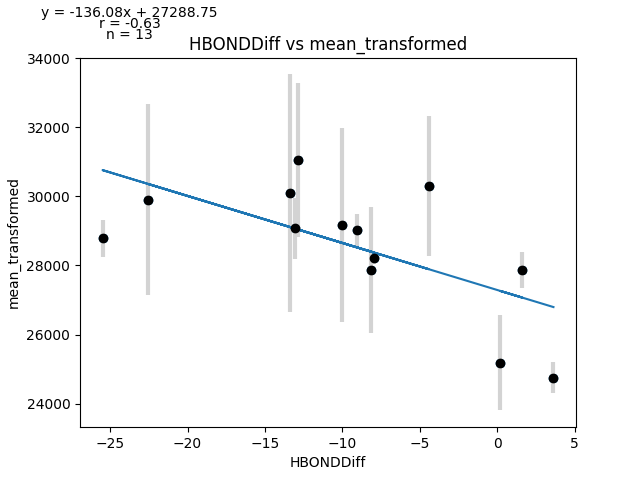 y = -136.08x + 27288.75
r = -0.63
n = 13
HBONDDiff vs mean_transformed
34000
32000
30000
28000
26000
24000
mean_transformed
−25
−20
−15
−10
−5
0
5
HBONDDiff